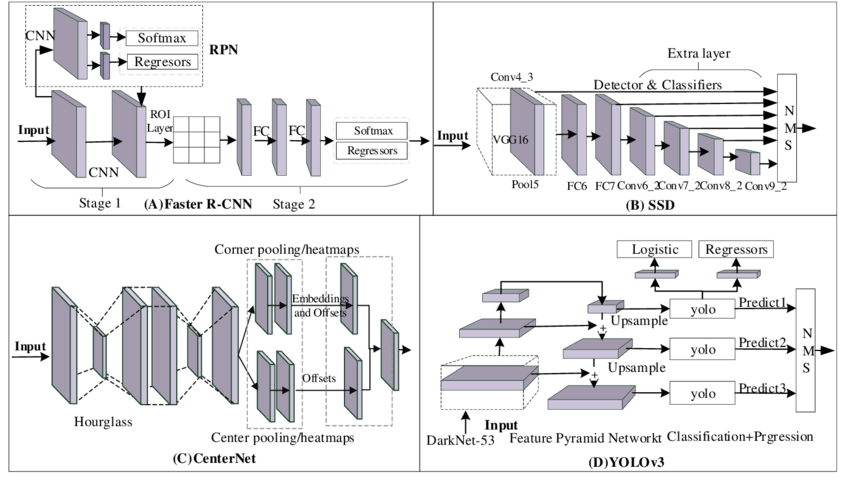 CNN
Softmax
Regresors
RPN
Input
CNN
ROI
Layer
FC
FC
Softmax
Regressors
Stage 1
(A)Faster R-CNN
Stage 2
Extra layer
Conv4_3
Detector & Classifiers
Input
VGG16
Pool5
FC6
FC7
Conv6_2
Conv7_2
Conv8_2
Conv9_2
N
M
S
(B) SSD
Corner pooling/heatmaps
Input
Embeddings
and Offsets
Offsets
Hourglass
Center pooling/heatmaps
(C)CenterNet
Logistic
Regressors
yolo
Predict1
Upsample
+
yolo
Predict2
Upsample
+
yolo
Predict3
N
M
S
Input
DarkNet-53
Feature Pyramid Networkt
Classification+Prgression
(D)YOLOv3